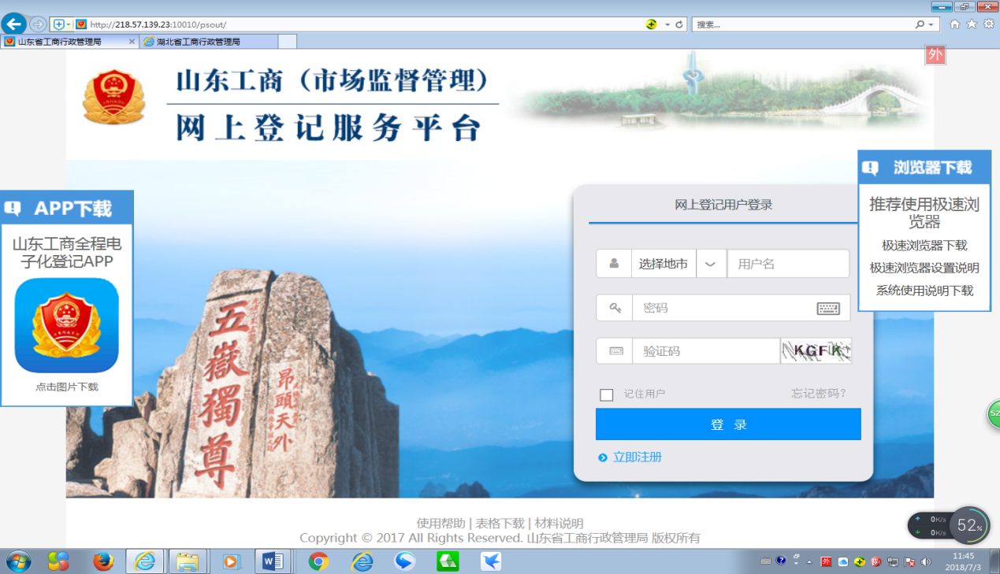 http://218.57.139.23:10010/psout/
搜索...
山东省工商行政管理局
湖北省工商行政管理局
外
山东工商（市场监督管理）
网上登记服务平台
APP下载
山东工商全程电
子化登记APP
点击图片下载
五嶽獨尊
昂頭天外
网上登记用户登录
选择地市
用户名
密码
验证码
KGFK
记住用户
忘记密码?
登 录
立即注册
浏览器下载
推荐使用极速浏
览器
极速浏览器下载
极速浏览器设置说明
系统使用说明下载
52
使用帮助 | 表格下载 | 材料说明
Copyright © 2017 All Rights Reserved. 山东省工商行政管理局 版权所有
0K/s
0K/s
52%
外
11:45
2018/7/3